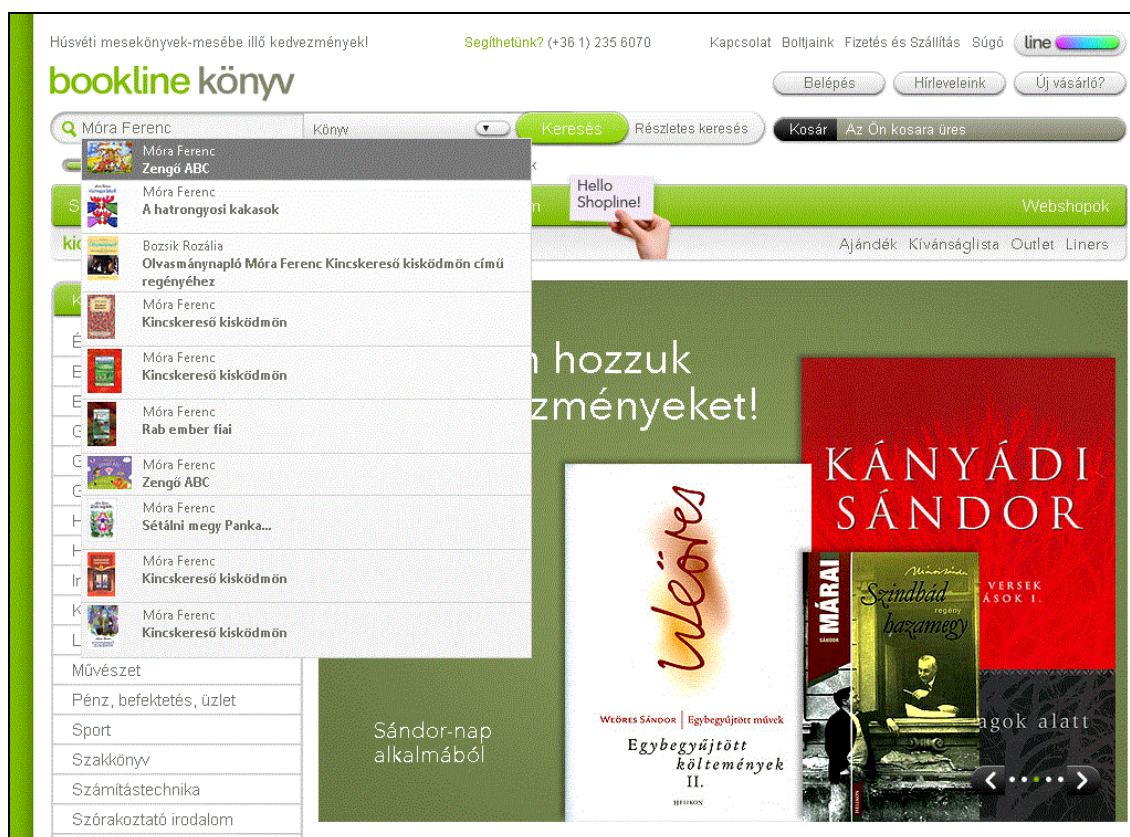 Húsvéti mesekönyvek-mesébe illő kedvezmények!
Segíthetünk? (+36 1) 235 6070
Kapcsolat Boltjaink Fizetés és Szállítás Súgó line
bookline könyv
Belépés Hírleveleink Új vásárló?
Móra Ferenc Könyv Keresés Részletes keresés Kosár Az Ön kosara üres
Móra Ferenc
Zengő ABC
Móra Ferenc
A hatrongyosi kakasok
Bozsik Rozália
Olvasmánynapló Móra Ferenc Kincskereső kisködmön című
regényéhez
Móra Ferenc
Kincskereső kisködmön
Móra Ferenc
Kincskereső kisködmön
Móra Ferenc
Rab ember fiai
Móra Ferenc
Zengő ABC
Móra Ferenc
Sétálni megy Panka...
Móra Ferenc
Kincskereső kisködmön
Móra Ferenc
Kincskereső kisködmön
Hello
Shopline!
Webshopok
Ajándék Kívánságlista Outlet Liners
Művészet
Pénz, befektetés, üzlet
Sport
Szakkönyv
Számítástechnika
Szórakoztató irodalom
hozzuk
zményeket!
Sándor-nap
alkalmából
Weöres
WEÖRES SÁNDOR | Egybegyűjtött művek
Egybegyűjtött
költemények
II.
HELIKON
KÁNYÁDI
SÁNDOR
VERSEK
ÁSOK I.
MÁRAI
SÁNDOR
Márai Sándor
Szindbád
regény
hazamegy
agok alatt